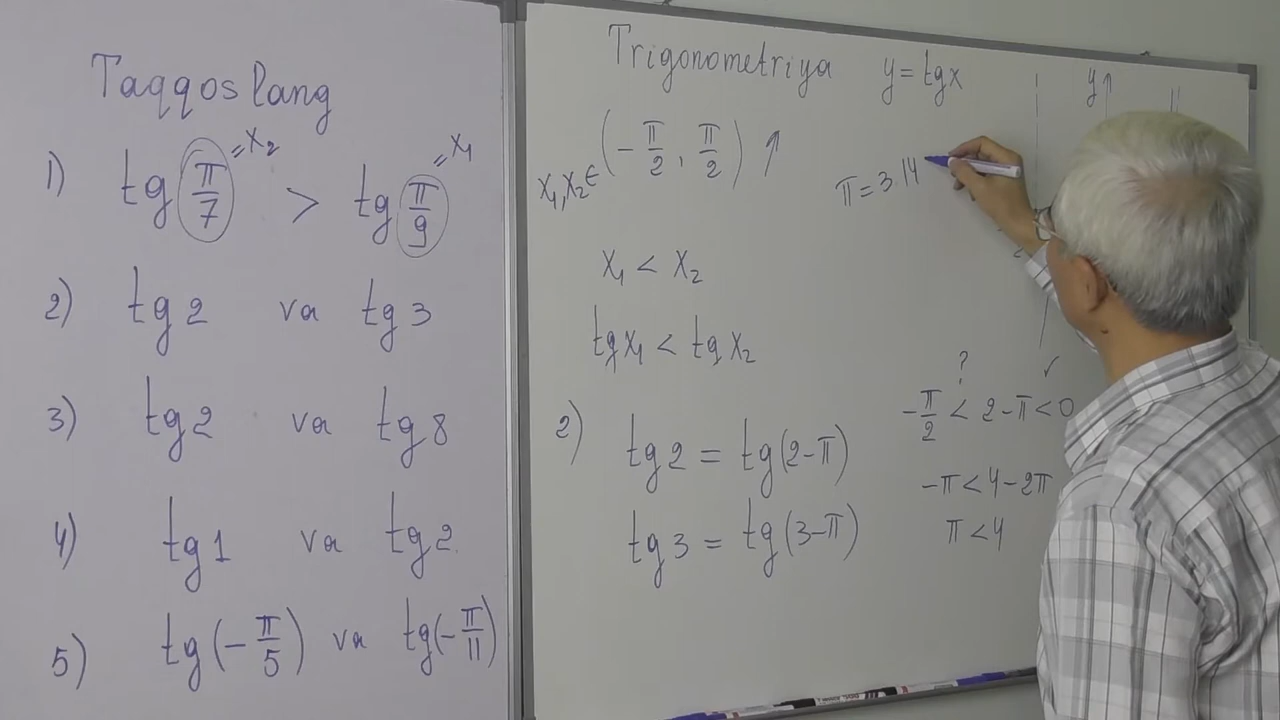 Taqqoslang
1) tg π/7 = x₂ > tg π/9 = x₁
2) tg 2 va tg 3
3) tg 2 va tg 8
4) tg 1 va tg 2
5) tg(-π/5) va tg(-π/11)
Trigonometriya y = tgx
y
x₁, x₂ ∈ (-π/2, π/2) ↑
π = 3.14
x₁ < x₂
tgx₁ < tgx₂
? ✓
-π/2 < 2-π < 0
2) tg 2 = tg(2-π)
-π < 4-2π
tg 3 = tg(3-π)
π < 4